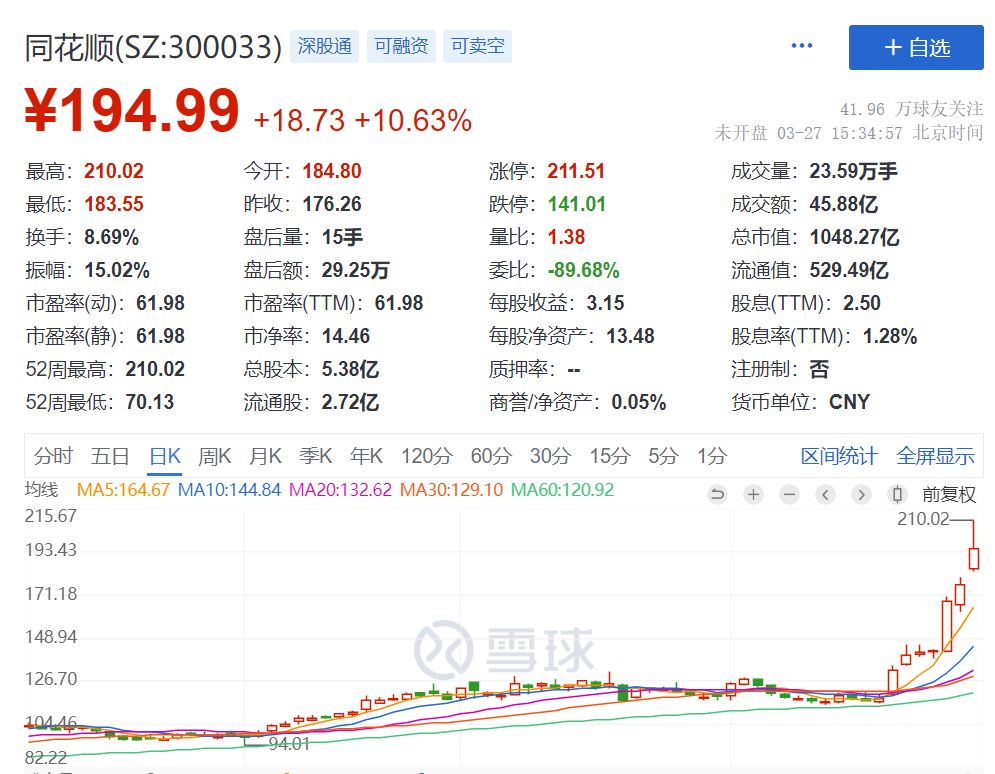 同花顺(SZ:300033) 深股通 可融资 可卖空 ••• + 自选
¥194.99 +18.73 +10.63%
41.96 万球友关注
未开盘 03-27 15:34:57 北京时间
最高: 210.02 今开: 184.80 涨停: 211.51 成交量: 23.59万手
最低: 183.55 昨收: 176.26 跌停: 141.01 成交额: 45.88亿
换手: 8.69% 盘后量: 15手 量比: 1.38 总市值: 1048.27亿
振幅: 15.02% 盘后额: 29.25万 委比: -89.68% 流通值: 529.49亿
市盈率(动): 61.98 市盈率(TTM): 61.98 每股收益: 3.15 股息(TTM): 2.50
市盈率(静): 61.98 市净率: 14.46 每股净资产: 13.48 股息率(TTM): 1.28%
52周最高: 210.02 总股本: 5.38亿 质押率: -- 注册制: 否
52周最低: 70.13 流通股: 2.72亿 商誉/净资产: 0.05% 货币单位: CNY
分时 五日 日K 周K 月K 季K 年K 120分 60分 30分 15分 5分 1分 区间统计 全屏显示
均线 MA5:164.67 MA10:144.84 MA20:132.62 MA30:129.10 MA60:120.92 前复权
215.67
210.02
193.43
171.18
148.94
雪球
126.70
104.46
94.01
82.22